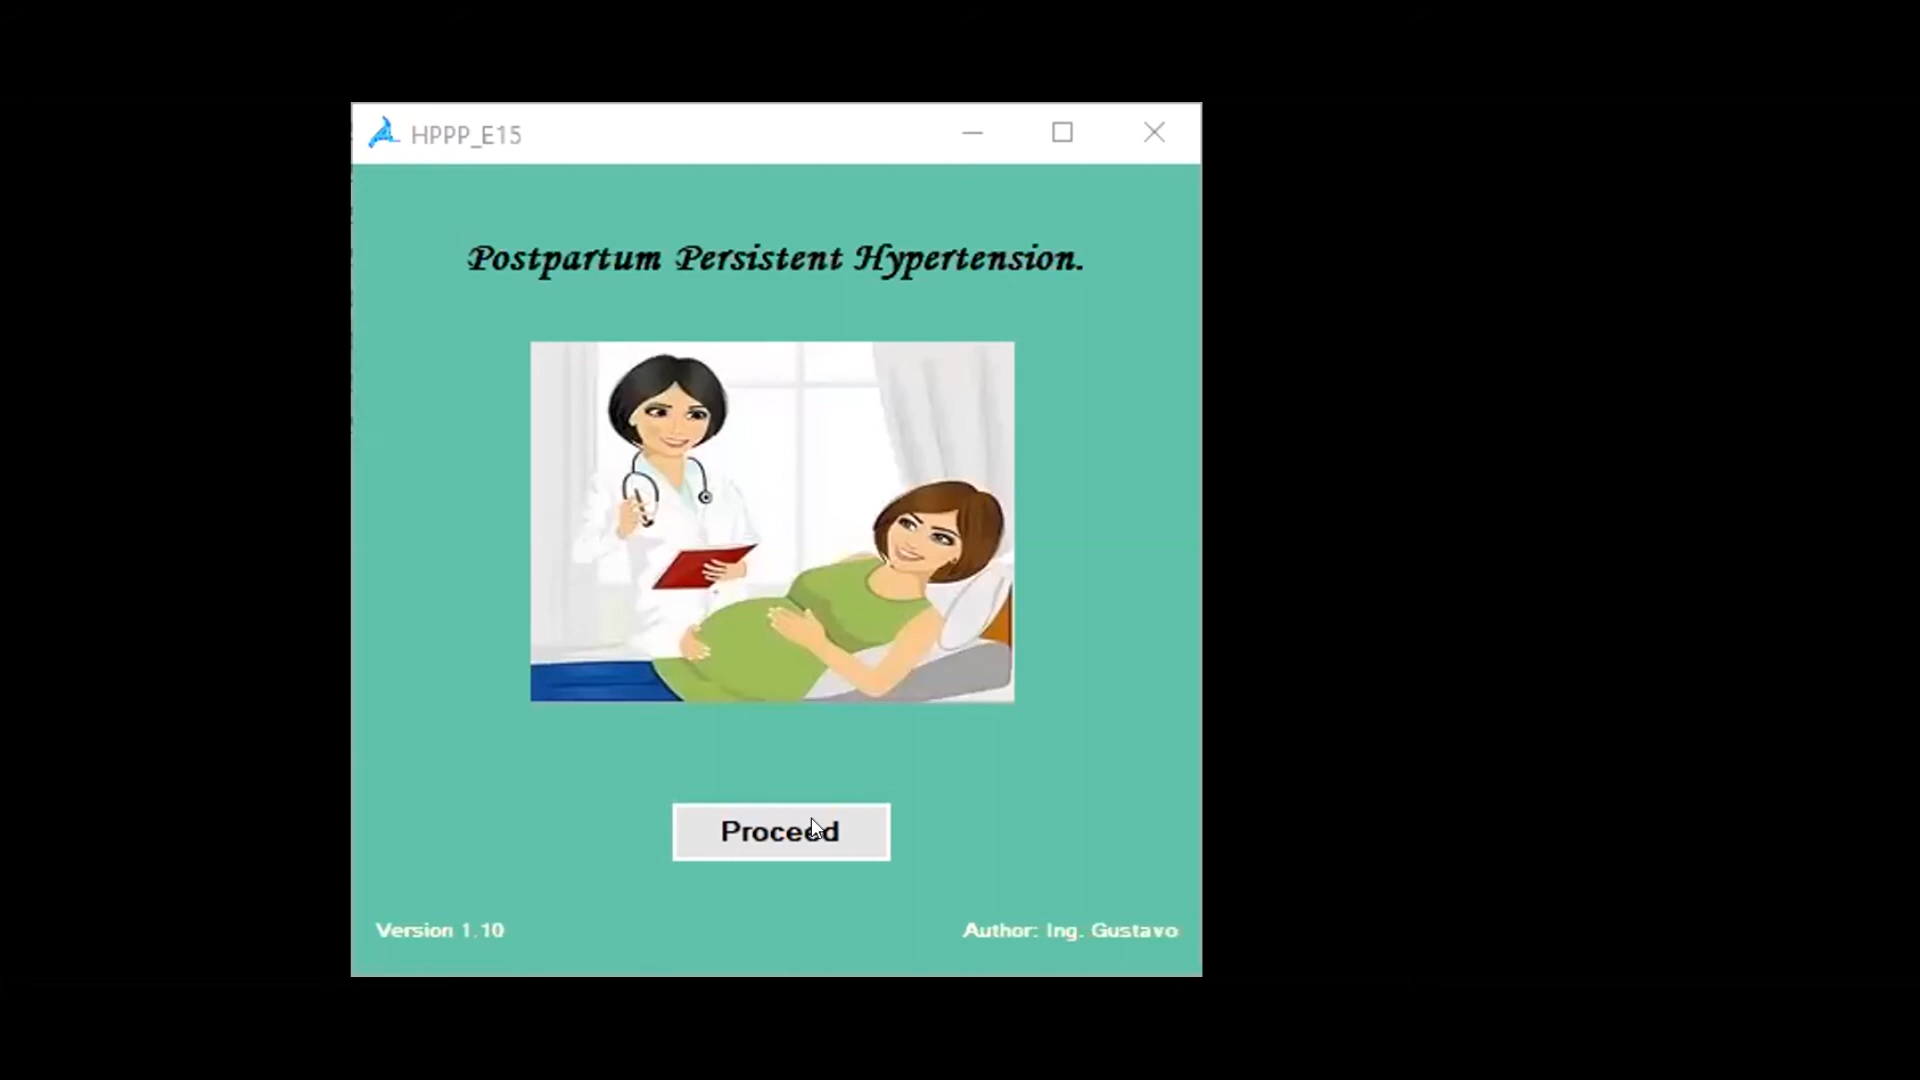 HPPP_E15
Postpartum Persistent Hypertension.
Proceed
Version 1.10
Author: Ing. Gustavo